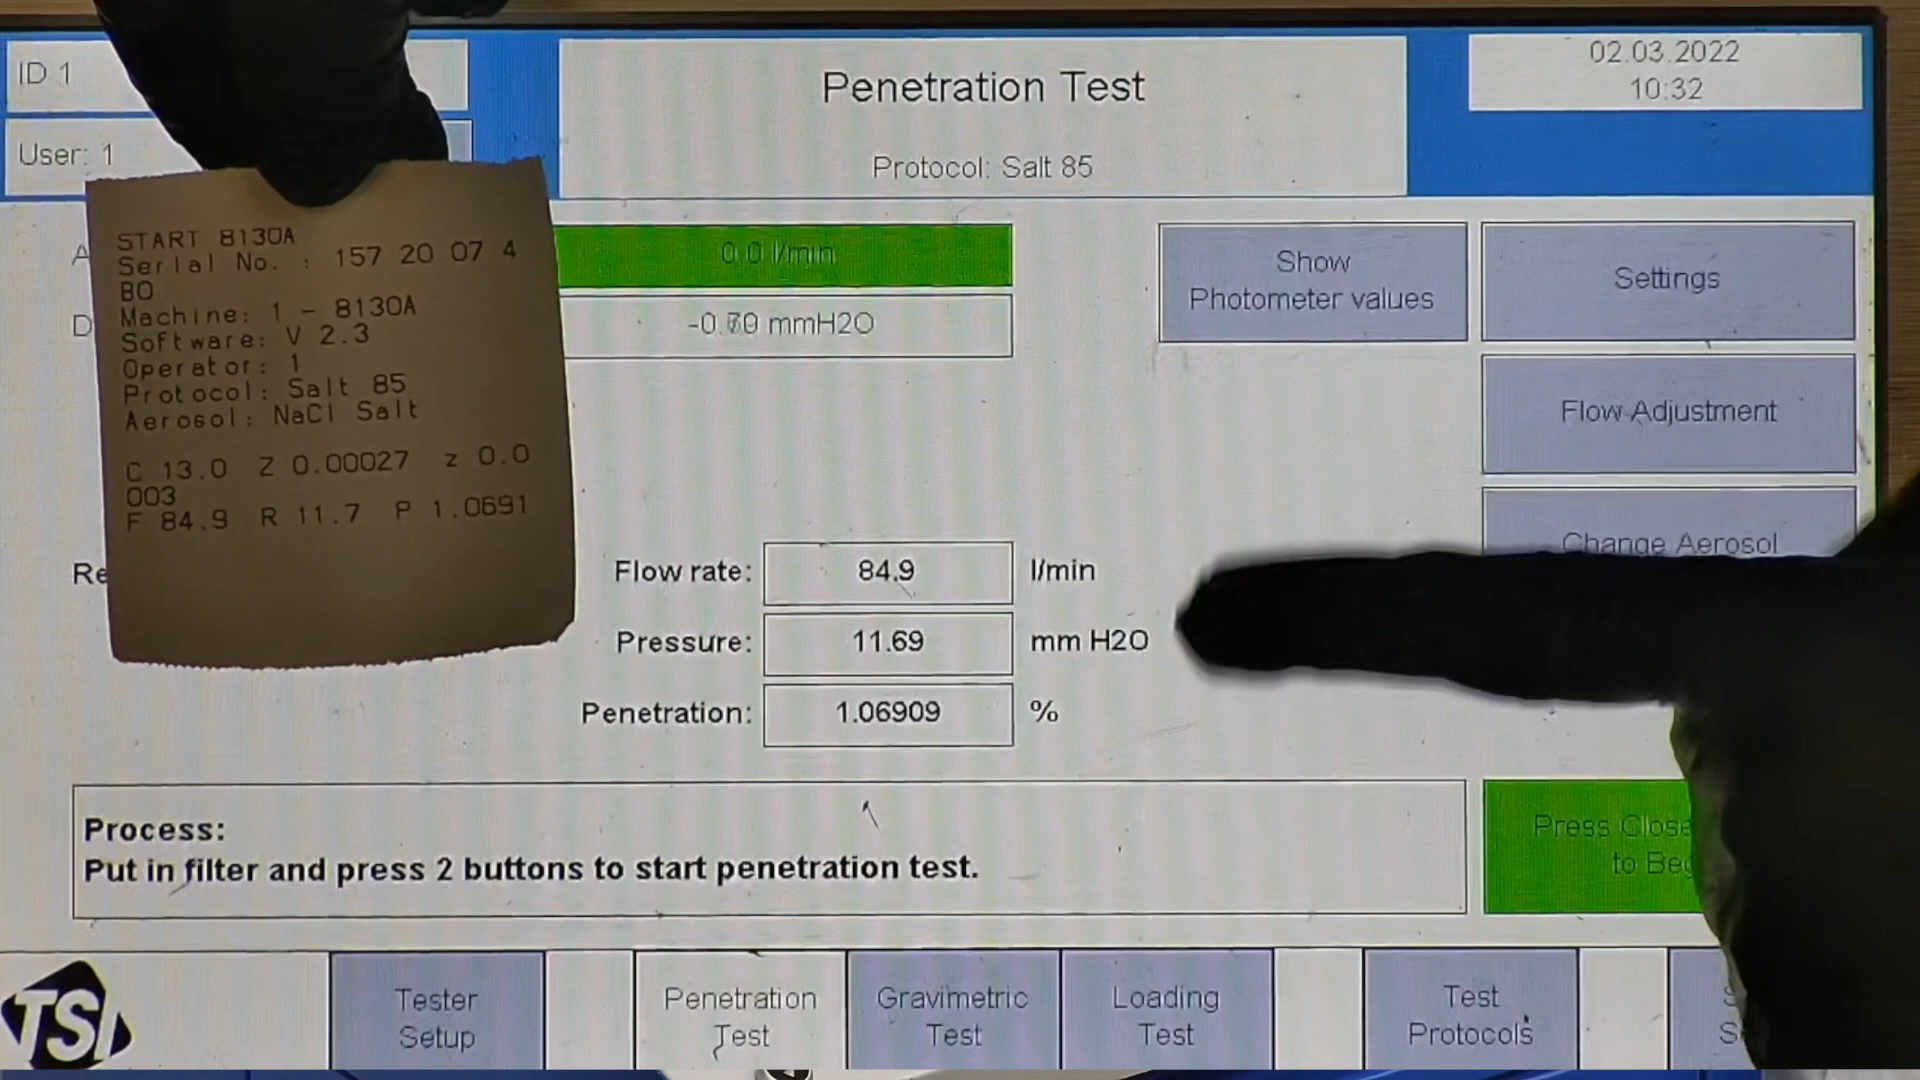 ID 1
User: 1
Penetration Test
Protocol: Salt 85
02.03.2022
10:32
START 8130A
Serial No. : 157 20 07 4
BO
Machine: 1 - 8130A
Software: V 2.3
Operator: 1
Protocol: Salt 85
Aerosol: NaCl Salt
C 13.0 Z 0.00027 z 0.0
003
F 84.9 R 11.7 P 1.0691
0.0 l/min
mmH2O
Show
Photometer values
Settings
Flow Adjustment
Change Aerosol
Flow rate: 84.9 l/min
Pressure: 11.69 mm H2O
Penetration: 1.06909 %
Process:
Put in filter and press 2 buttons to start penetration test.
Press Close
to
TSI
Tester
Setup
Penetration
Test
Gravimetric
Test
Loading
Test
Test
Protocols